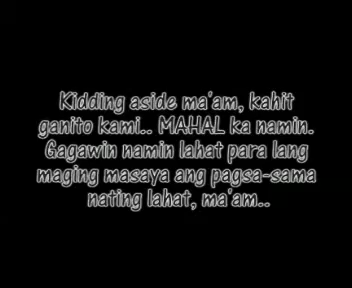 Kidding aside ma'am, kahit
ganito kami.. MAHAL ka namin.
Gagawin namin lahat para lang
maging masaya ang pagsa-sama
nating lahat, ma'am..